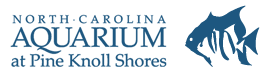 NORTH · CAROLINA
AQUARIUM
at Pine Knoll Shores